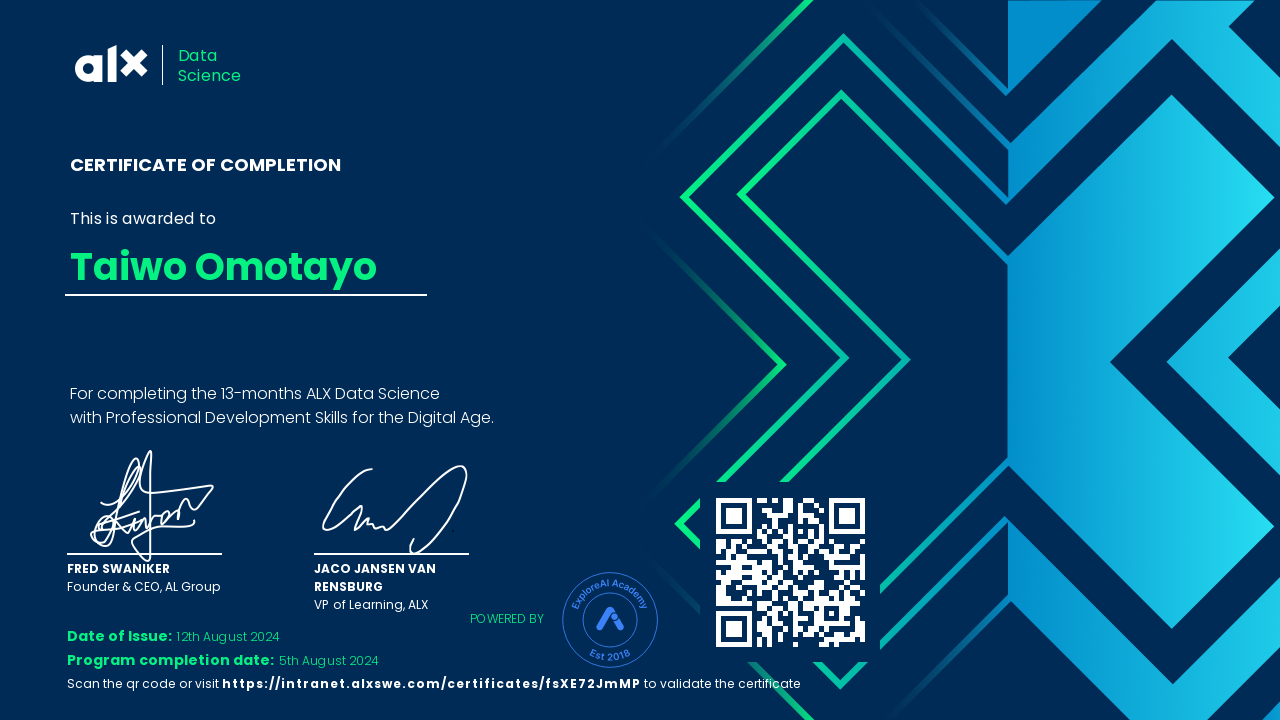 alx
Data
Science
CERTIFICATE OF COMPLETION
This is awarded to
Taiwo Omotayo
For completing the 13-months ALX Data Science
with Professional Development Skills for the Digital Age.
FRED SWANIKER
Founder & CEO, AL Group
JACO JANSEN VAN
RENSBURG
VP of Learning, ALX
POWERED BY
ExploreAI Academy
Est 2018
Date of Issue: 12th August 2024
Program completion date: 5th August 2024
Scan the qr code or visit https://intranet.alxswe.com/certificates/fsXE72JmMP to validate the certificate